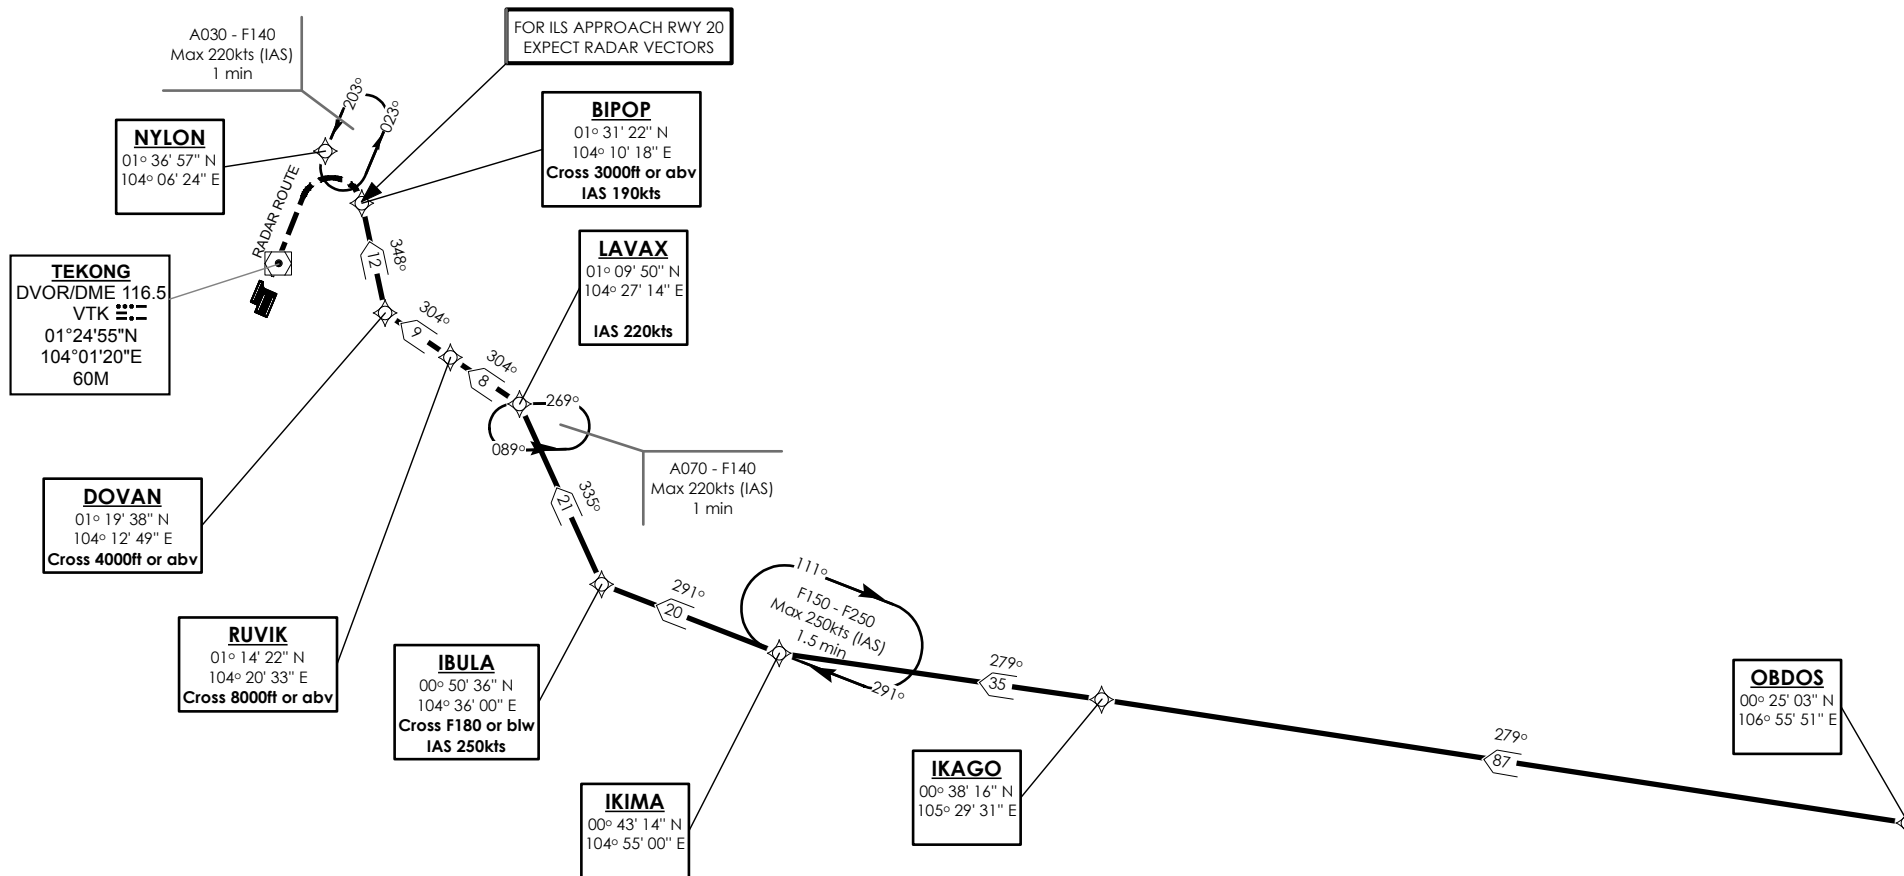 A030 - F140
Max 220kts (IAS)
1 min
FOR ILS APPROACH RWY 20
EXPECT RADAR VECTORS
203°
023°
NYLON
01° 36' 57" N
104° 06' 24" E
BIPOP
01° 31' 22" N
104° 10' 18" E
Cross 3000ft or abv
IAS 190kts
RADAR ROUTE
TEKONG
DVOR/DME 116.5
VTK
01°24'55"N
104°01'20"E
60M
348°
12
LAVAX
01° 09' 50" N
104° 27' 14" E
IAS 220kts
304°
9
304°
8
269°
089°
A070 - F140
Max 220kts (IAS)
1 min
DOVAN
01° 19' 38" N
104° 12' 49" E
Cross 4000ft or abv
335°
21
111°
F150 - F250
Max 250kts (IAS)
1.5 min
291°
291°
20
RUVIK
01° 14' 22" N
104° 20' 33" E
Cross 8000ft or abv
IBULA
00° 50' 36" N
104° 36' 00" E
Cross F180 or blw
IAS 250kts
279°
35
OBDOS
00° 25' 03" N
106° 55' 51" E
279°
87
IKAGO
00° 38' 16" N
105° 29' 31" E
IKIMA
00° 43' 14" N
104° 55' 00" E